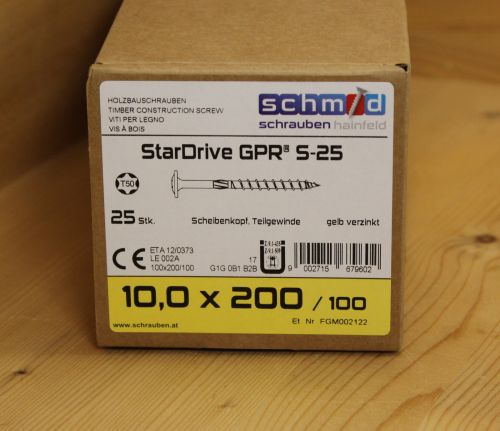 HOLZBAUSCHRAUBEN
TIMBER CONSTRUCTION SCREW
VITI PER LEGNO
VIS À BOIS
schmid
schrauben hainfeld
StarDrive GPR® S-25
T50
25 Stk.
Scheibenkopf, Teilgewinde
gelb verzinkt
CE
ETA 12/0373
LE 002A
100x200/100
17
G1G 0B1 B2B
9 002715 679602
10,0 x 200 / 100
Et Nr FGM002122
www.schrauben.at